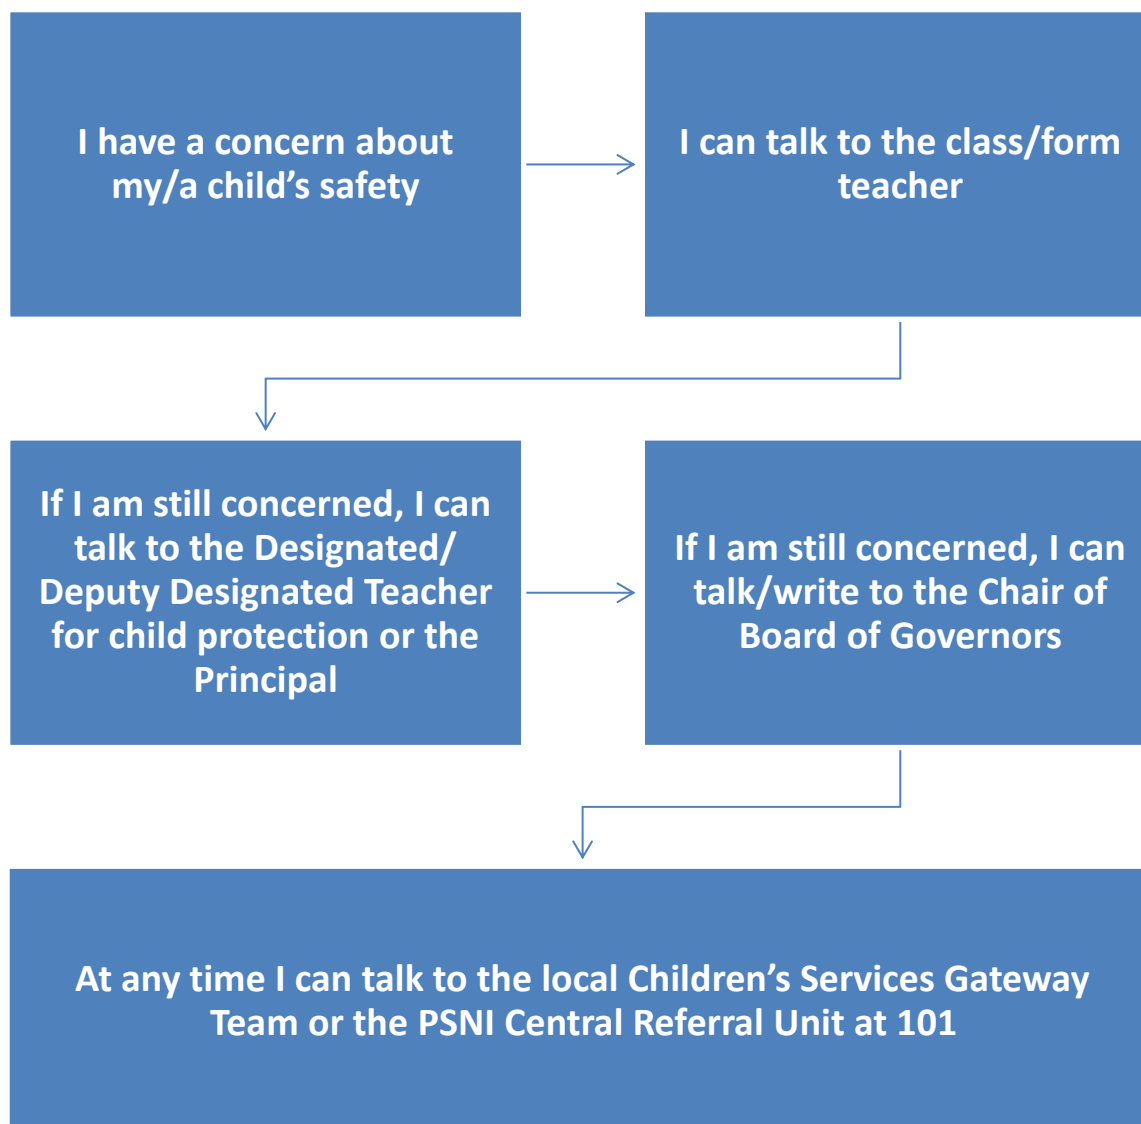 I have a concern about
my/a child’s safety
I can talk to the class/form
teacher
If I am still concerned, I can
talk to the Designated/
Deputy Designated Teacher
for child protection or the
Principal
If I am still concerned, I can
talk/write to the Chair of
Board of Governors
At any time I can talk to the local Children’s Services Gateway
Team or the PSNI Central Referral Unit at 101